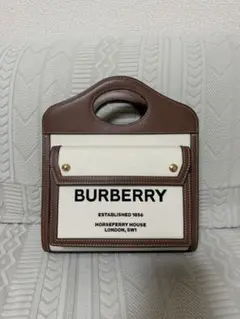 BURBERRY
ESTABLISHED 1856
HORSEFERRY HOUSE
LONDON, SW1